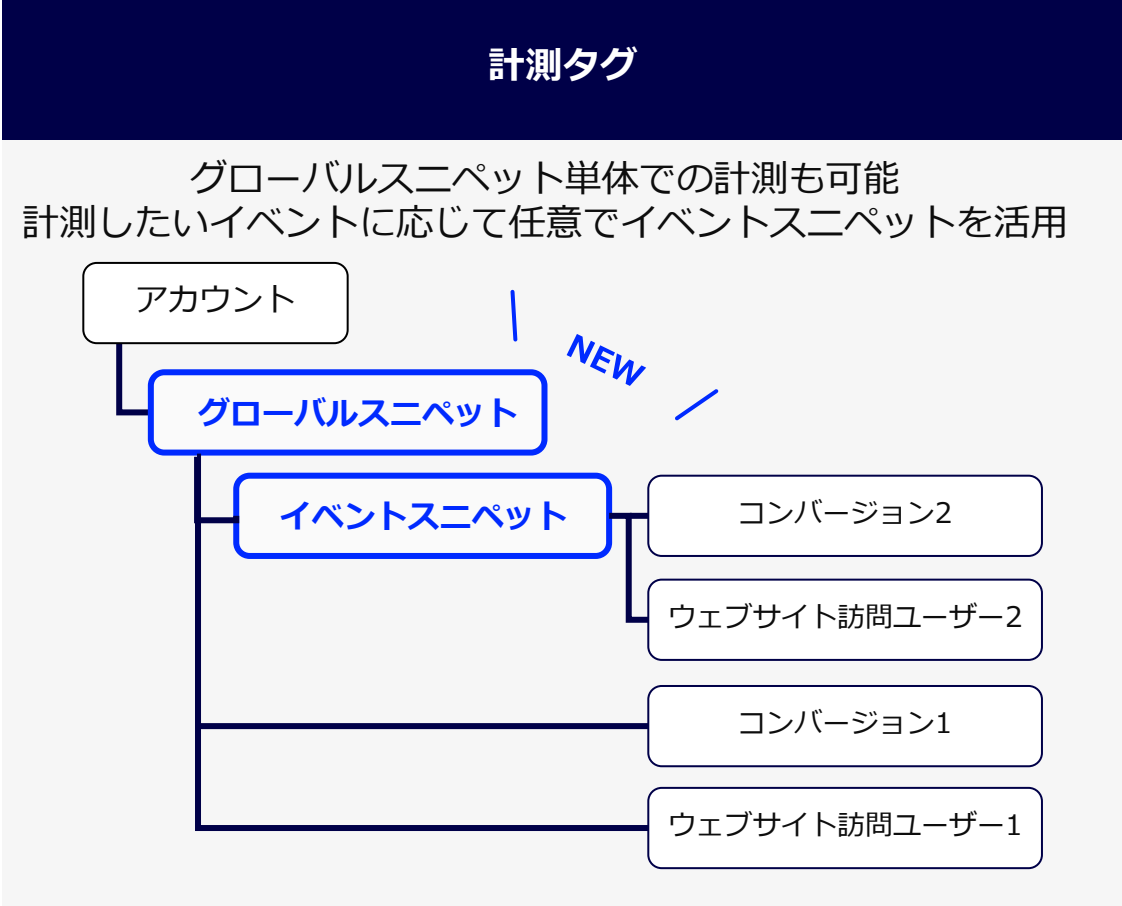 計測タグ
グローバルスニペット単体での計測も可能
計測したいイベントに応じて任意でイベントスニペットを活用
アカウント
NEW
グローバルスニペット
イベントスニペット
コンバージョン2
ウェブサイト訪問ユーザー2
コンバージョン1
ウェブサイト訪問ユーザー1